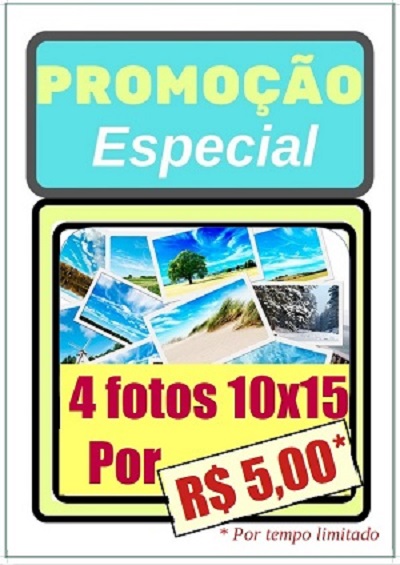 PROMOÇÃO
Especial
4 fotos 10x15
Por
R$ 5,00*
* Por tempo limitado